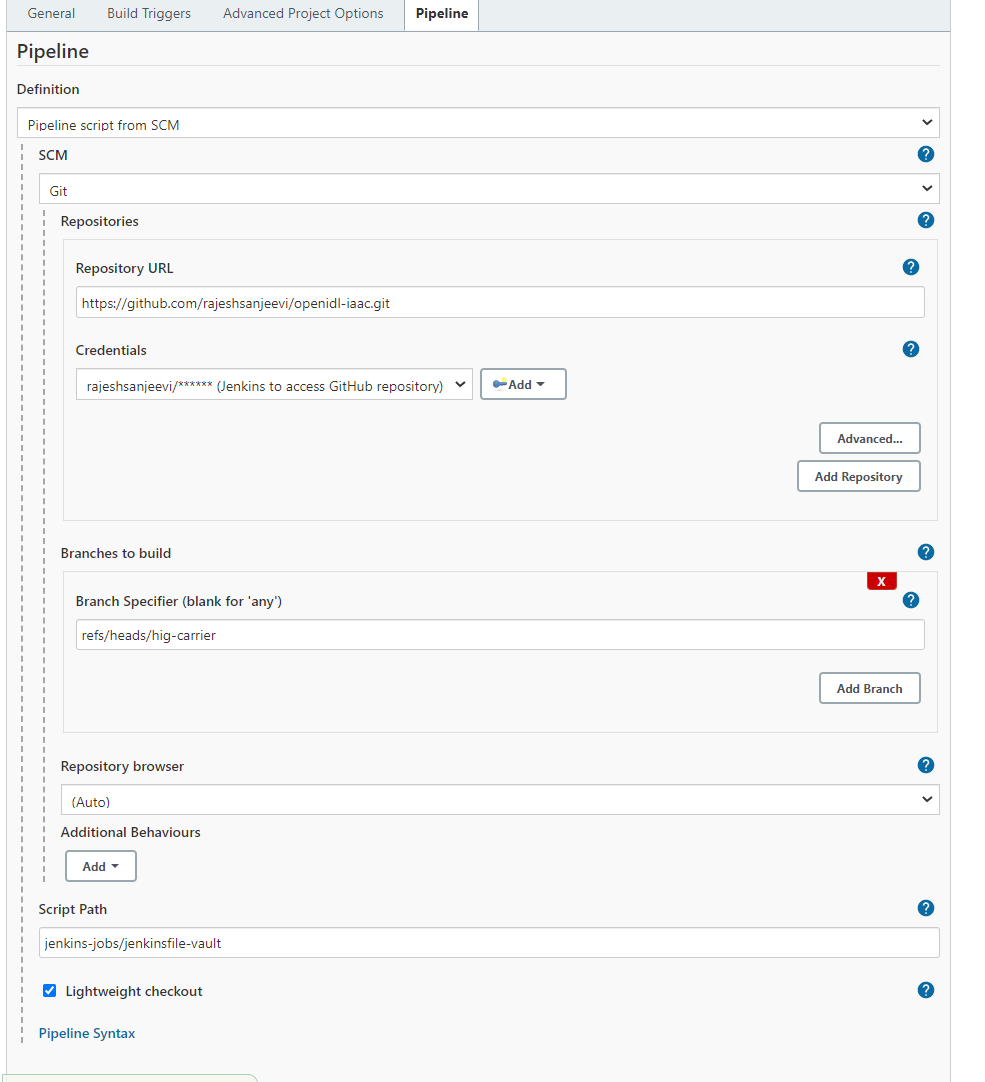 General Build Triggers Advanced Project Options Pipeline
Pipeline
Definition
Pipeline script from SCM
SCM
?
Git
Repositories
?
Repository URL
?
https://github.com/rajeshsanjeevi/openidl-iaac.git
Credentials
?
rajeshsanjeevi/****** (Jenkins to access GitHub repository)
Add
Advanced...
Add Repository
Branches to build
?
X
Branch Specifier (blank for 'any')
?
refs/heads/hig-carrier
Add Branch
Repository browser
?
(Auto)
Additional Behaviours
Add
Script Path
?
jenkins-jobs/jenkinsfile-vault
Lightweight checkout
?
Pipeline Syntax